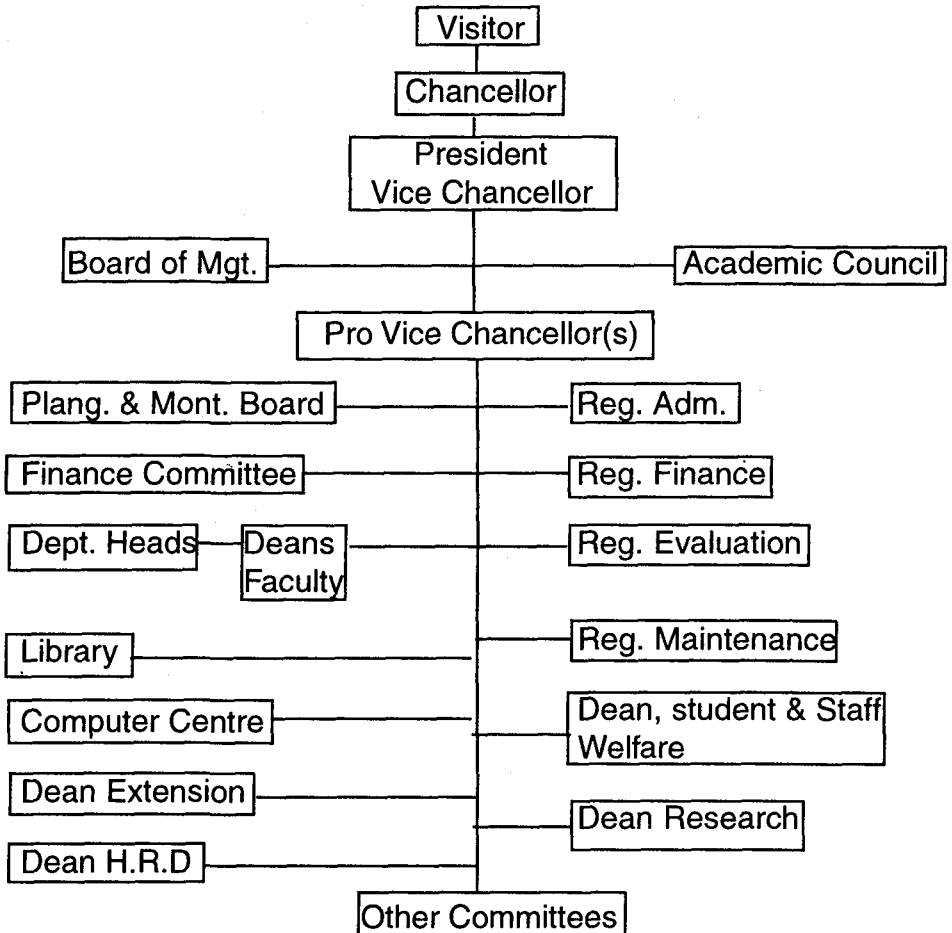 Visitor
Chancellor
President
Vice Chancellor
Board of Mgt.
Academic Council
Pro Vice Chancellor(s)
Plang. & Mont. Board
Reg. Adm.
Finance Committee
Reg. Finance
Dept. Heads
Deans
Faculty
Reg. Evaluation
Library
Reg. Maintenance
Computer Centre
Dean, student & Staff
Welfare
Dean Extension
Dean Research
Dean H.R.D
Other Committees